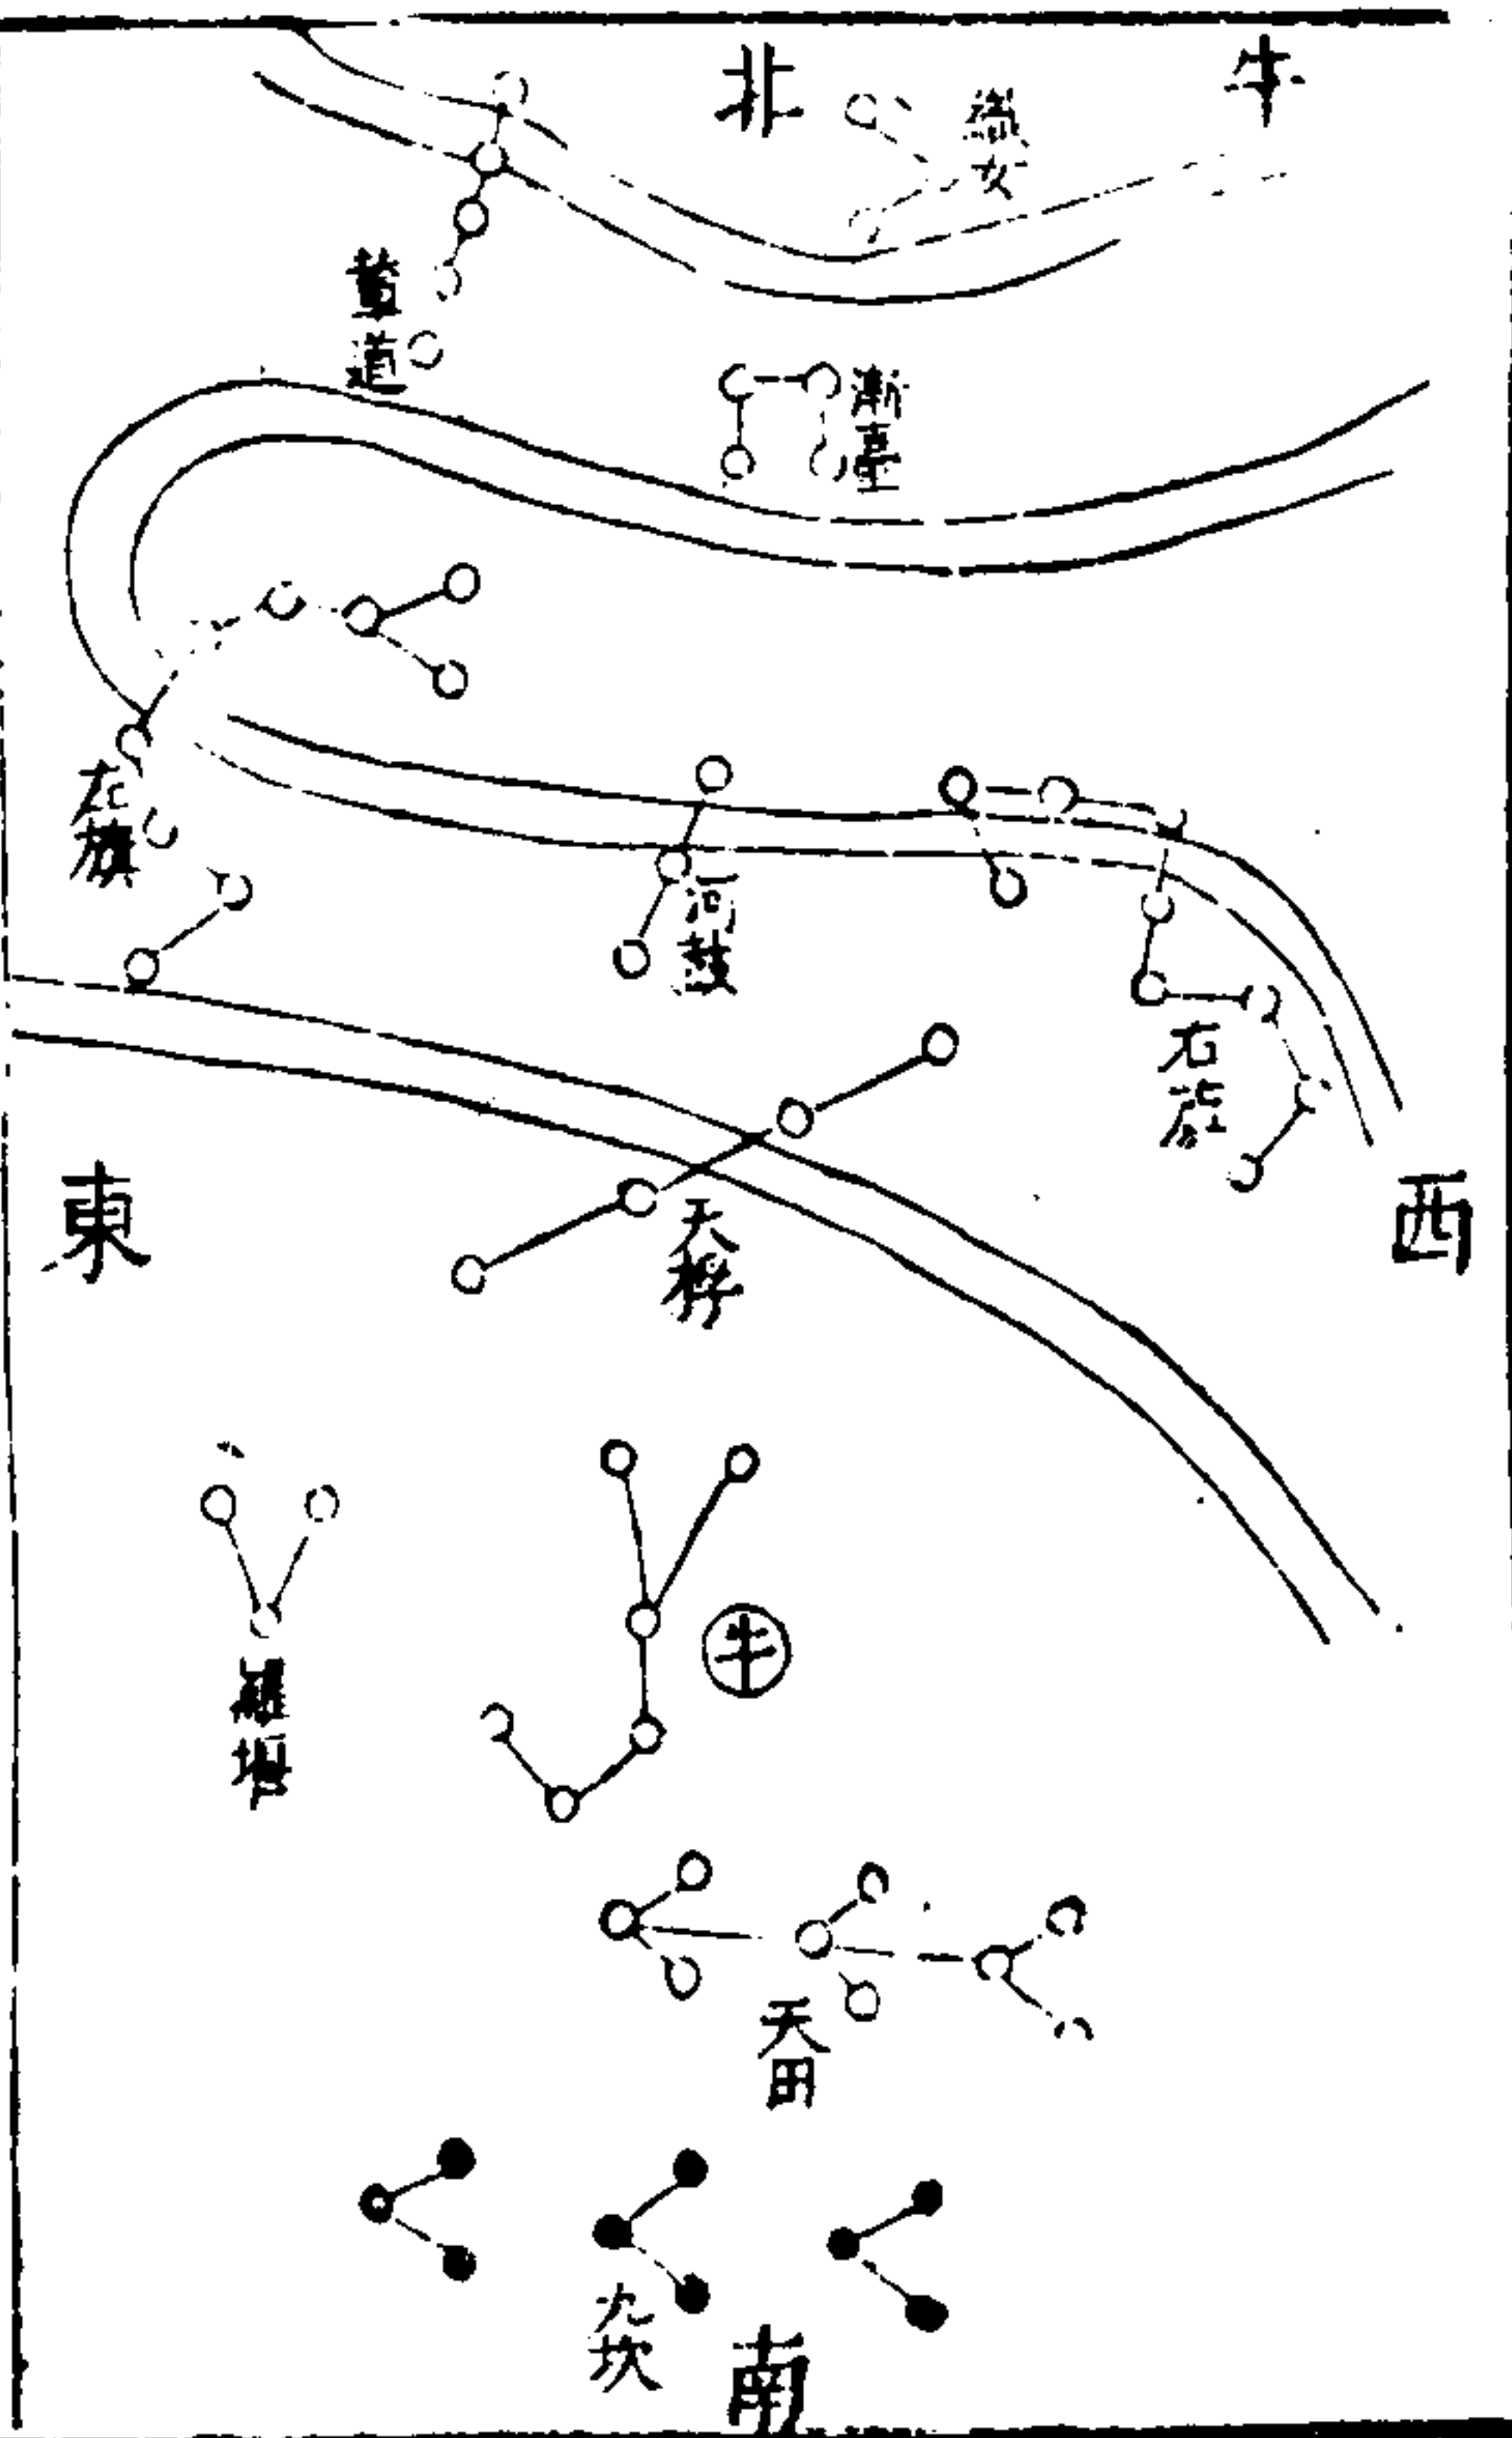 牛
北
織女
輦道
漸臺
左旗
河鼓
右旗
東
西
天桴
牛
羅堰
天田
九坎
南